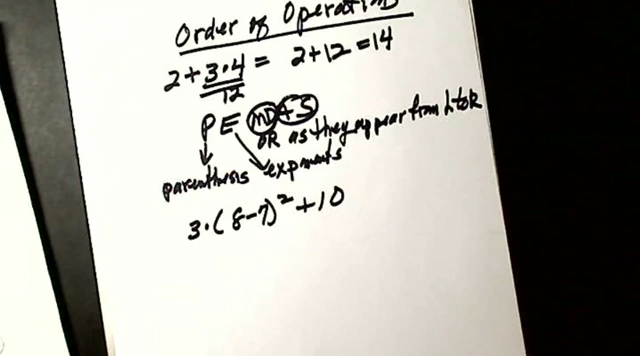 Order of Operations
2 + 3 · 4 = 2 + 12 = 14
12
P E MD AS
OR as they appear from L to R
parenthesis exponents
3 · (8 - 7)² + 10